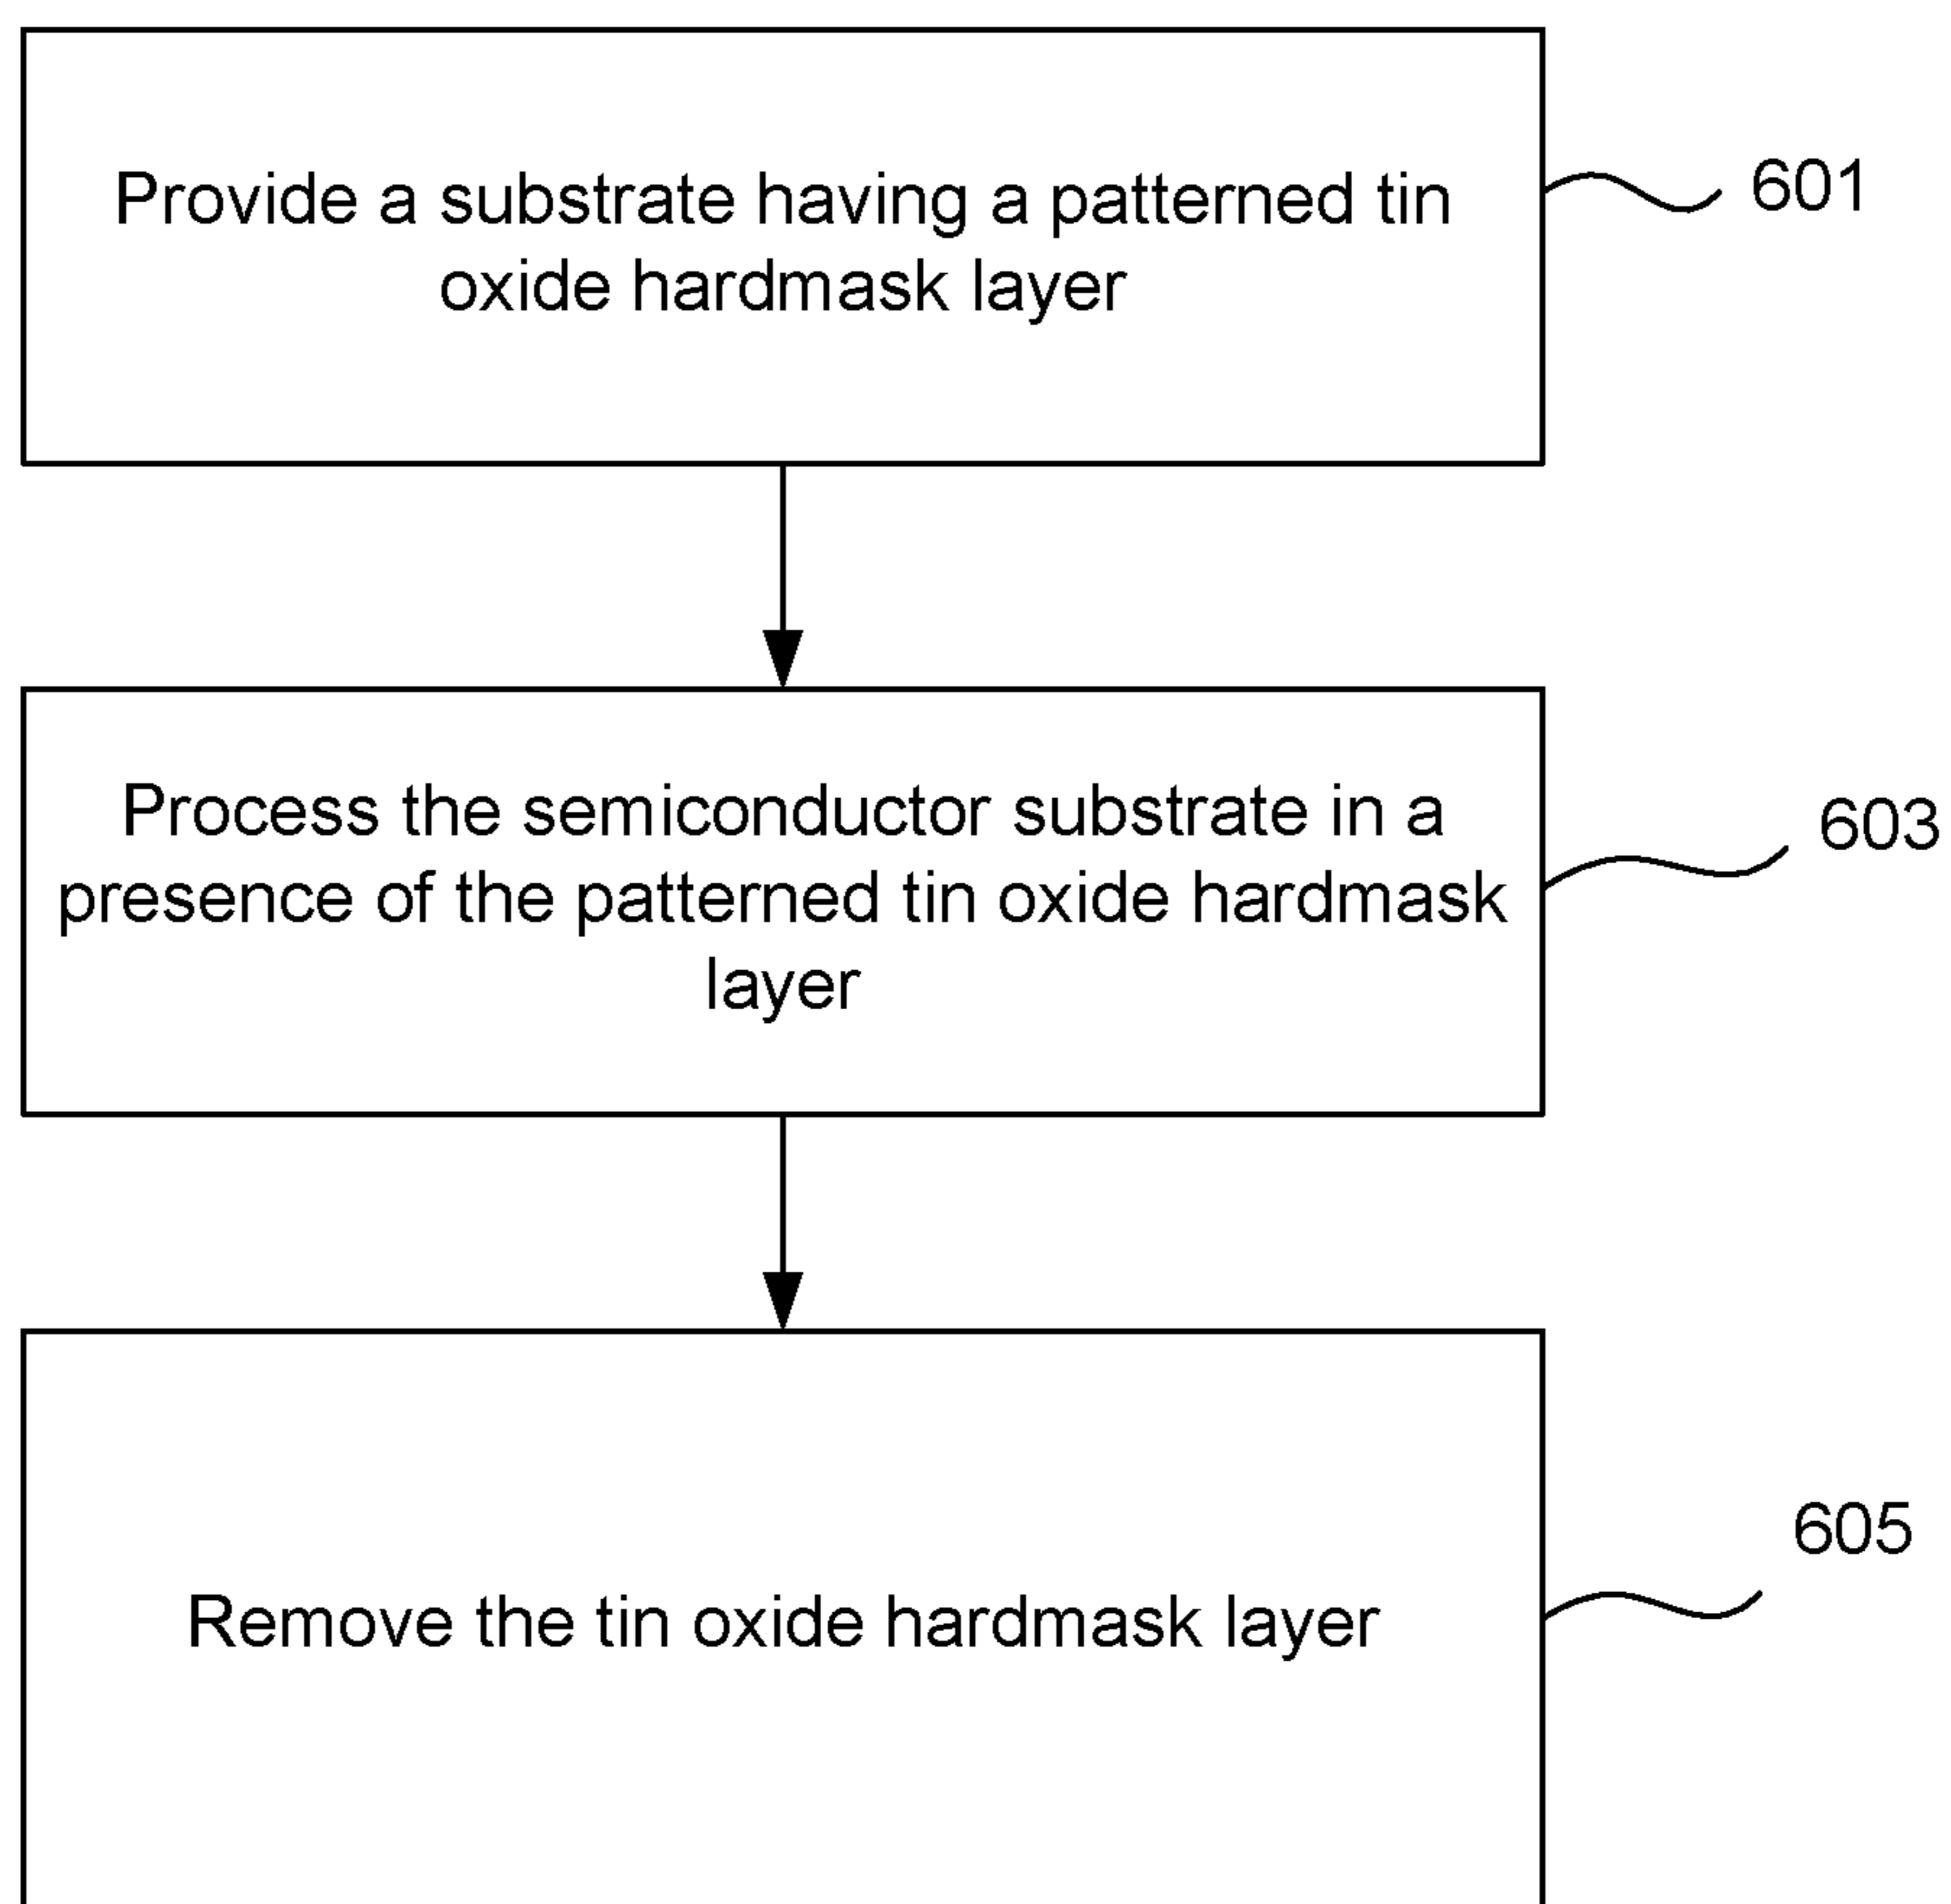 Provide a substrate having a patterned tin
oxide hardmask layer
601
Process the semiconductor substrate in a
presence of the patterned tin oxide hardmask
layer
603
Remove the tin oxide hardmask layer
605